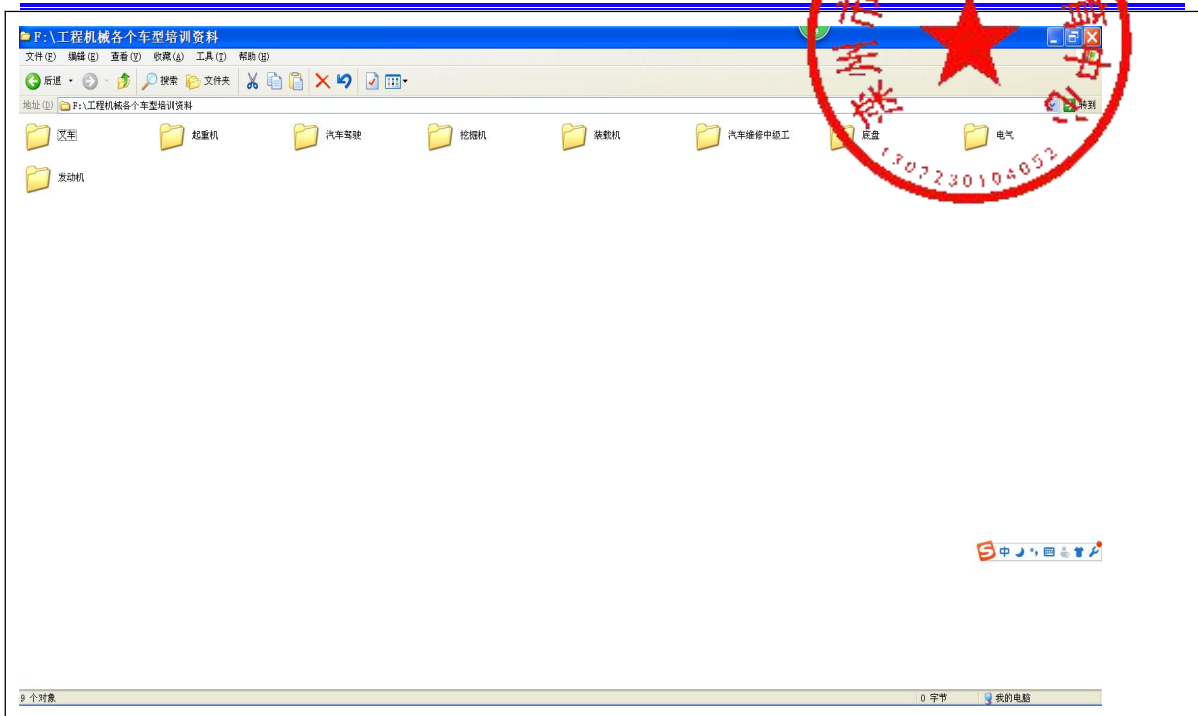 F:\工程机械各个车型培训资料
文件(F) 编辑(E) 查看(V) 收藏(A) 工具(T) 帮助(H)
后退 搜索 文件夹
地址(D) F:\工程机械各个车型培训资料 转到
叉车 起重机 汽车驾驶 挖掘机 装载机 汽车维修中级工 底盘 电气
发动机
中
9 个对象 0 字节 我的电脑
州市
1307230104052